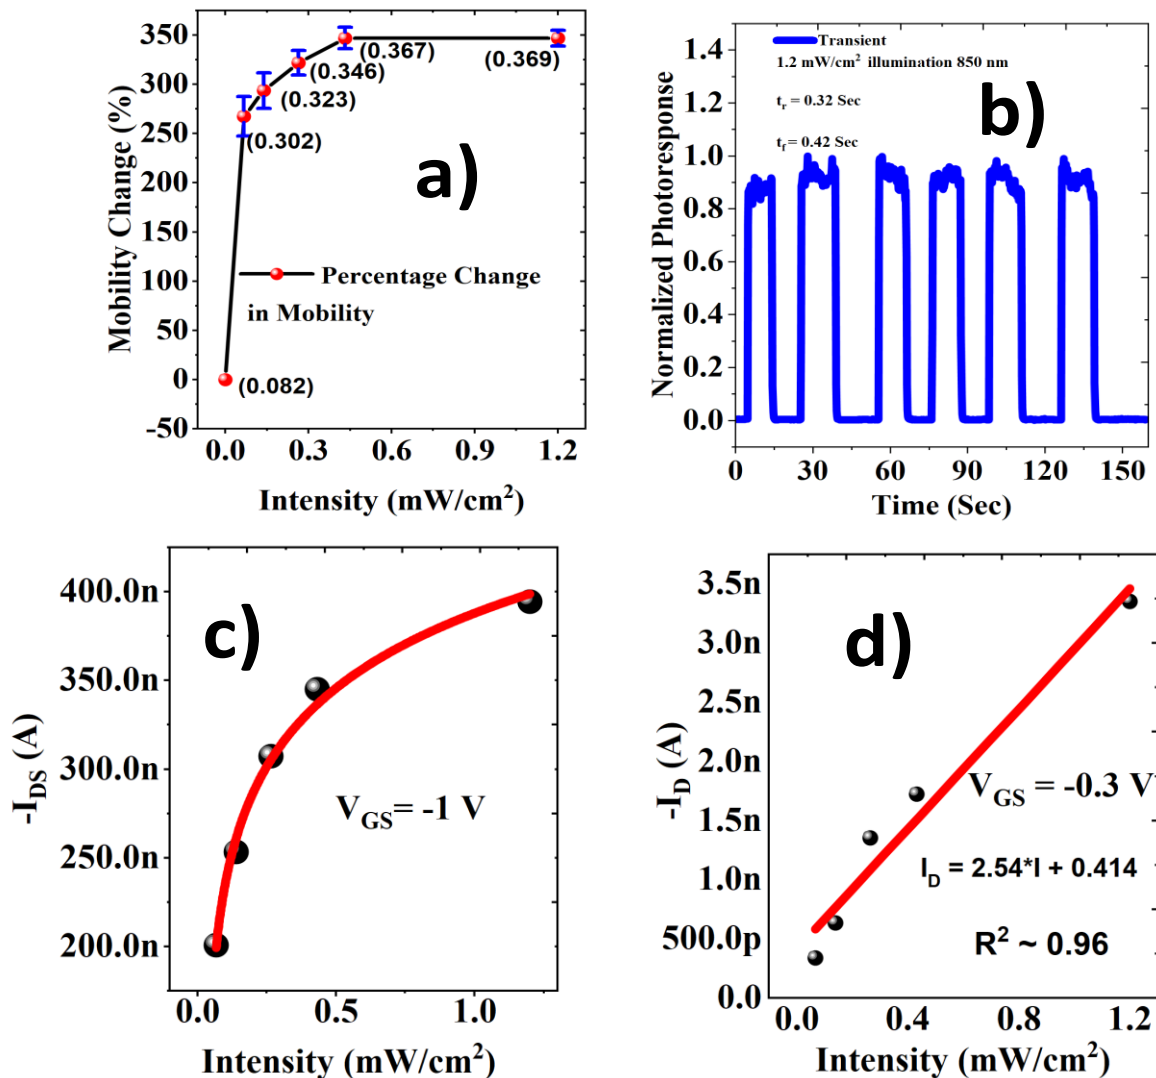 a)
Mobility Change (%)
350
300
250
200
150
100
50
0
-50
(0.367)
(0.369)
(0.346)
(0.323)
(0.302)
(0.082)
Percentage Change
in Mobility
0.0 0.3 0.6 0.9 1.2
Intensity (mW/cm²)
b)
Normalized Photoresponse
1.4
1.2
1.0
0.8
0.6
0.4
0.2
0.0
Transient
1.2 mW/cm² illumination 850 nm
tᵣ = 0.32 Sec
t_f = 0.42 Sec
0 30 60 90 120 150
Time (Sec)
c)
-I_DS (A)
400.0n
350.0n
300.0n
250.0n
200.0n
V_GS= -1 V
0.0 0.5 1.0
Intensity (mW/cm²)
d)
-I_D (A)
3.5n
3.0n
2.5n
2.0n
1.5n
1.0n
500.0p
0.0
V_GS = -0.3 V
I_D = 2.54*I + 0.414
R² ~ 0.96
0.0 0.4 0.8 1.2
Intensity (mW/cm²)